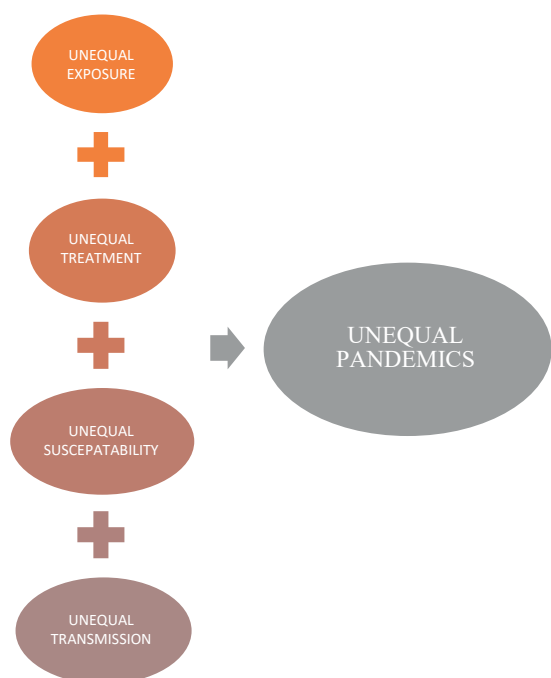 UNEQUAL
EXPOSURE
UNEQUAL
TREATMENT
UNEQUAL
SUSCEPATABILITY
UNEQUAL
TRANSMISSION
UNEQUAL
PANDEMICS